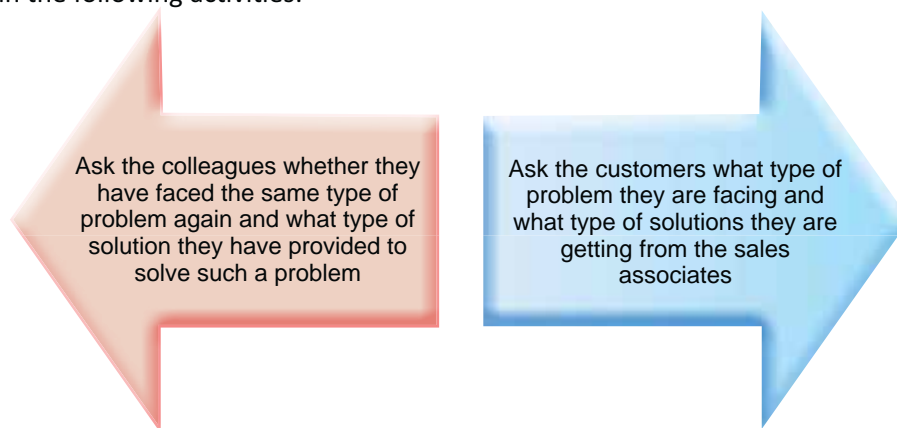 in the following activities:
Ask the colleagues whether they
have faced the same type of
problem again and what type of
solution they have provided to
solve such a problem
Ask the customers what type of
problem they are facing and
what type of solutions they are
getting from the sales
associates